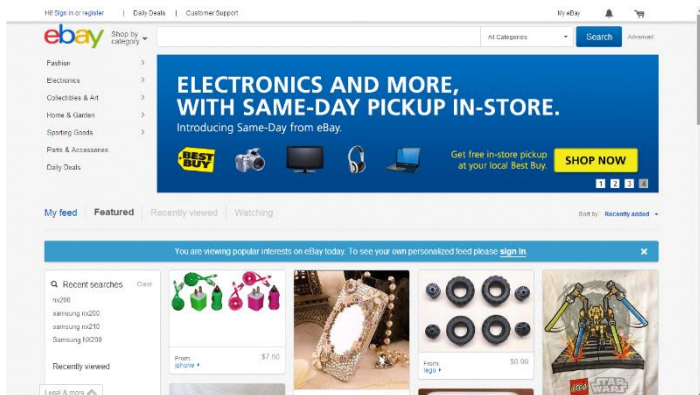 Hi! Sign in or register | Daily Deals | Customer Support
My eBay
ebay
Shop by category
All Categories
Search
Advanced
Fashion
Electronics
Collectibles & Art
Home & Garden
Sporting Goods
Parts & Accessories
Daily Deals
ELECTRONICS AND MORE,
WITH SAME-DAY PICKUP IN-STORE.
Introducing Same-Day from eBay.
BEST BUY
Get free in-store pickup
at your local Best Buy.
SHOP NOW
1 2 3 4
My feed Featured Recently viewed Watching
Sort by Recently added
You are viewing popular interests on eBay today. To see your own personalized feed please sign in
Recent searches Clear
nx200
samsung nx200
samsung nx210
Samsung NX200
Recently viewed
Legal & more
From
iphone
$7.50
From
lego
$0.99
LEGO STAR WARS